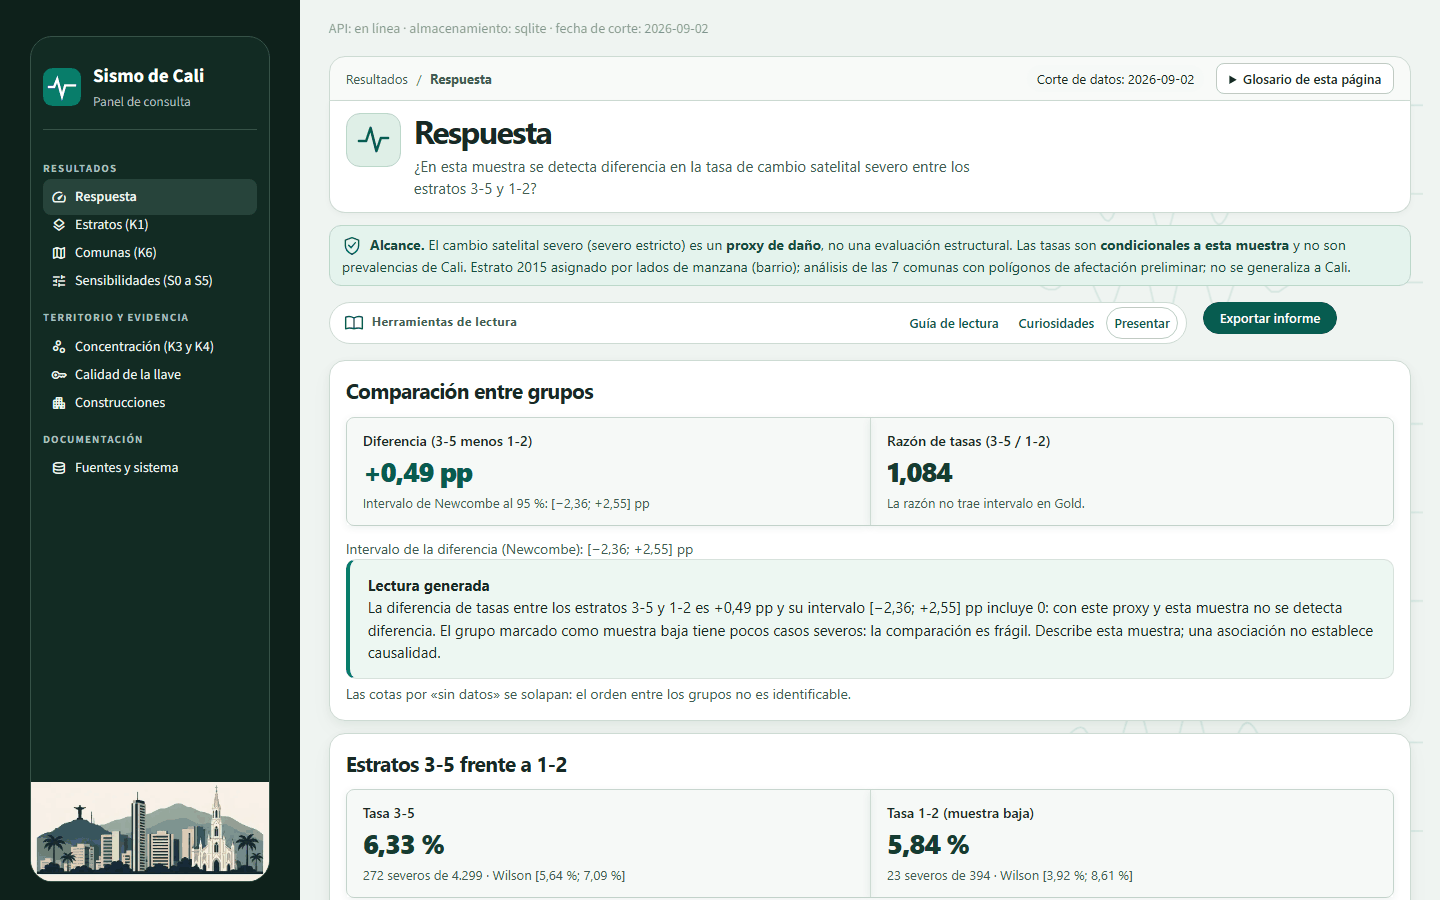 Sismo de Cali
Panel de consulta
RESULTADOS
Respuesta
Estratos (K1)
Comunas (K6)
Sensibilidades (S0 a S5)
TERRITORIO Y EVIDENCIA
Concentración (K3 y K4)
Calidad de la llave
Construcciones
DOCUMENTACIÓN
Fuentes y sistema
API: en línea · almacenamiento: sqlite · fecha de corte: 2026-09-02
Resultados / Respuesta
Corte de datos: 2026-09-02
▶ Glosario de esta página
Respuesta
¿En esta muestra se detecta diferencia en la tasa de cambio satelital severo entre los
estratos 3-5 y 1-2?
Alcance. El cambio satelital severo (severo estricto) es un proxy de daño, no una evaluación estructural. Las tasas son condicionales a esta muestra y no son
prevalencias de Cali. Estrato 2015 asignado por lados de manzana (barrio); análisis de las 7 comunas con polígonos de afectación preliminar; no se generaliza a Cali.
Herramientas de lectura
Guía de lectura
Curiosidades
Presentar
Exportar informe
Comparación entre grupos
Diferencia (3-5 menos 1-2)
+0,49 pp
Intervalo de Newcombe al 95 %: [−2,36; +2,55] pp
Razón de tasas (3-5 / 1-2)
1,084
La razón no trae intervalo en Gold.
Intervalo de la diferencia (Newcombe): [−2,36; +2,55] pp
Lectura generada
La diferencia de tasas entre los estratos 3-5 y 1-2 es +0,49 pp y su intervalo [−2,36; +2,55] pp incluye 0: con este proxy y esta muestra no se detecta
diferencia. El grupo marcado como muestra baja tiene pocos casos severos: la comparación es frágil. Describe esta muestra; una asociación no establece
causalidad.
Las cotas por «sin datos» se solapan: el orden entre los grupos no es identificable.
Estratos 3-5 frente a 1-2
Tasa 3-5
6,33 %
272 severos de 4.299 · Wilson [5,64 %; 7,09 %]
Tasa 1-2 (muestra baja)
5,84 %
23 severos de 394 · Wilson [3,92 %; 8,61 %]